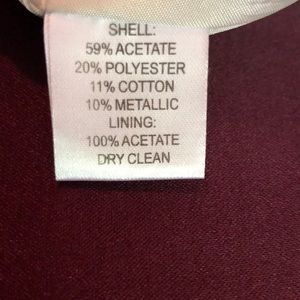 SHELL:
59% ACETATE
20% POLYESTER
11% COTTON
10% METALLIC
LINING:
100% ACETATE
DRY CLEAN